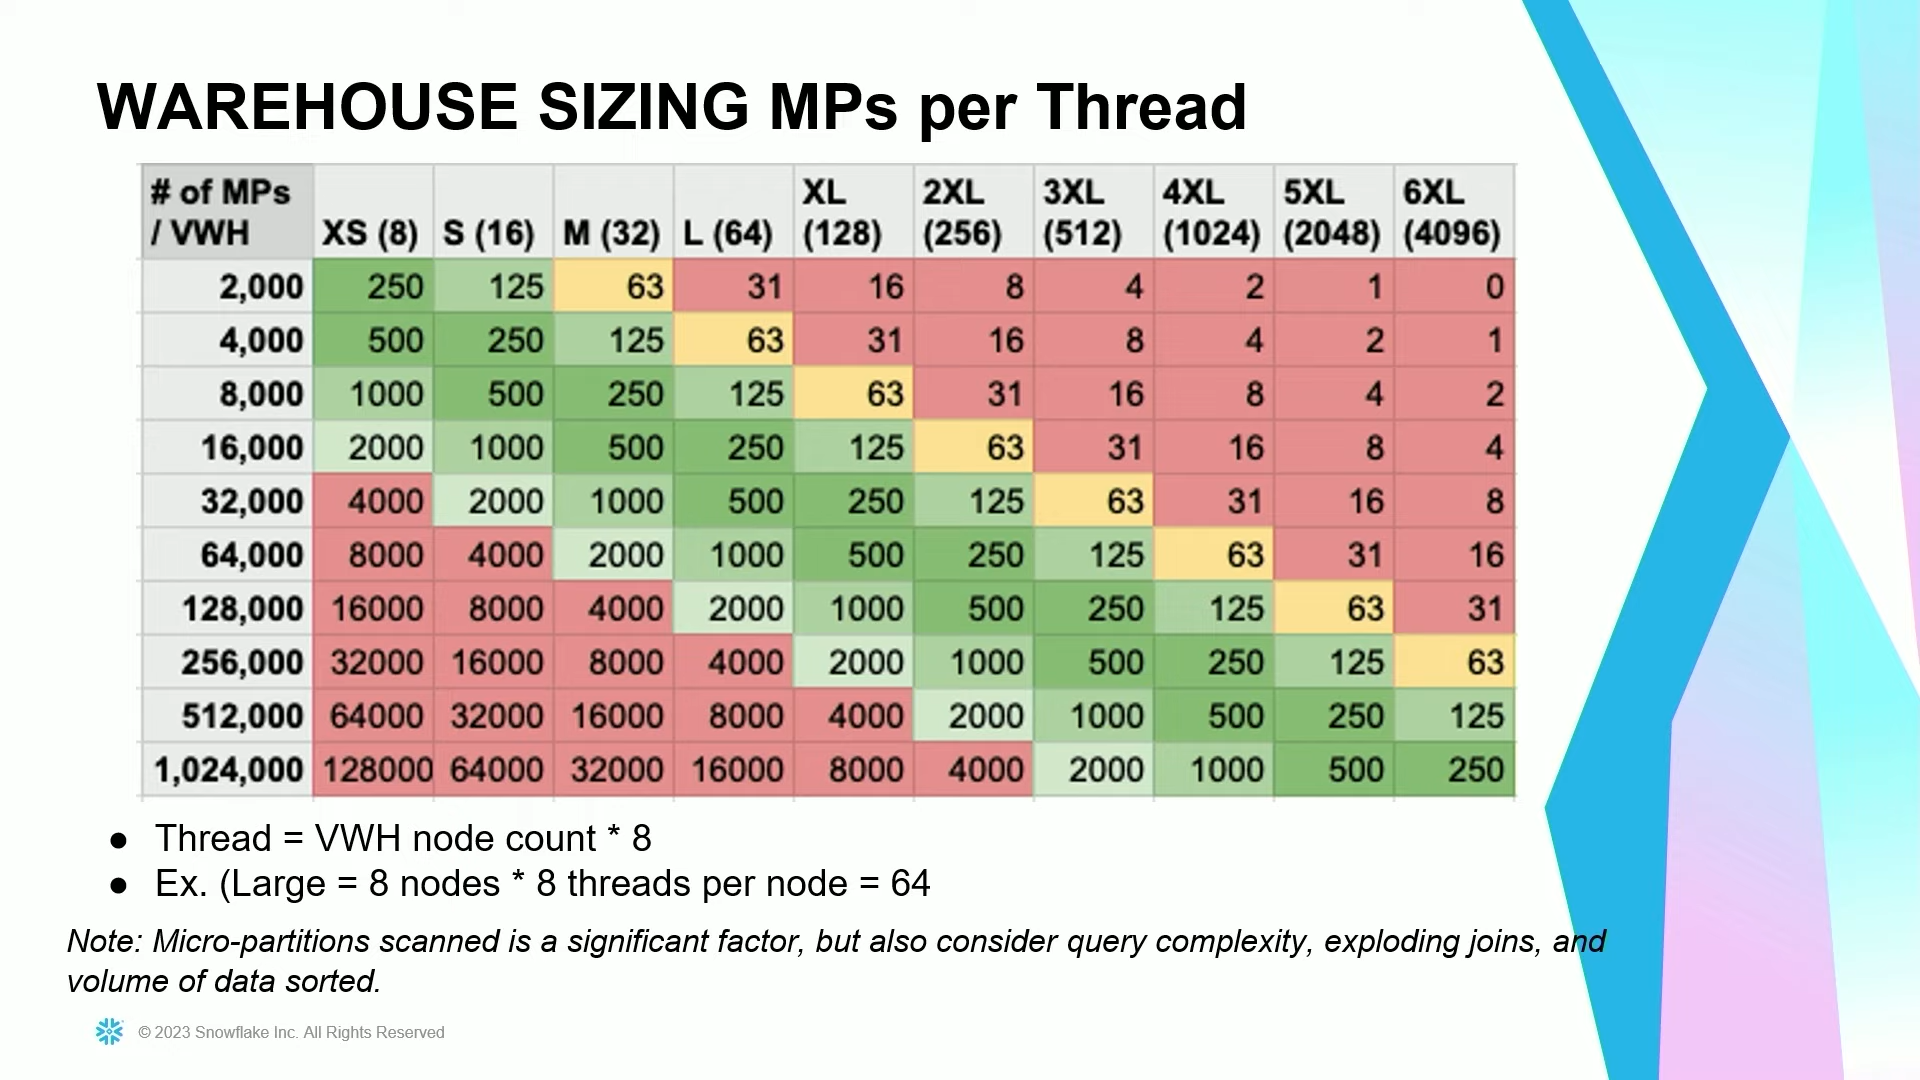 WAREHOUSE SIZING MPs per Thread
# of MPs / VWH XS (8) S (16) M (32) L (64) XL (128) 2XL (256) 3XL (512) 4XL (1024) 5XL (2048) 6XL (4096)
2,000 250 125 63 31 16 8 4 2 1 0
4,000 500 250 125 63 31 16 8 4 2 1
8,000 1000 500 250 125 63 31 16 8 4 2
16,000 2000 1000 500 250 125 63 31 16 8 4
32,000 4000 2000 1000 500 250 125 63 31 16 8
64,000 8000 4000 2000 1000 500 250 125 63 31 16
128,000 16000 8000 4000 2000 1000 500 250 125 63 31
256,000 32000 16000 8000 4000 2000 1000 500 250 125 63
512,000 64000 32000 16000 8000 4000 2000 1000 500 250 125
1,024,000 128000 64000 32000 16000 8000 4000 2000 1000 500 250
● Thread = VWH node count * 8
● Ex. (Large = 8 nodes * 8 threads per node = 64
Note: Micro-partitions scanned is a significant factor, but also consider query complexity, exploding joins, and
volume of data sorted.
© 2023 Snowflake Inc. All Rights Reserved